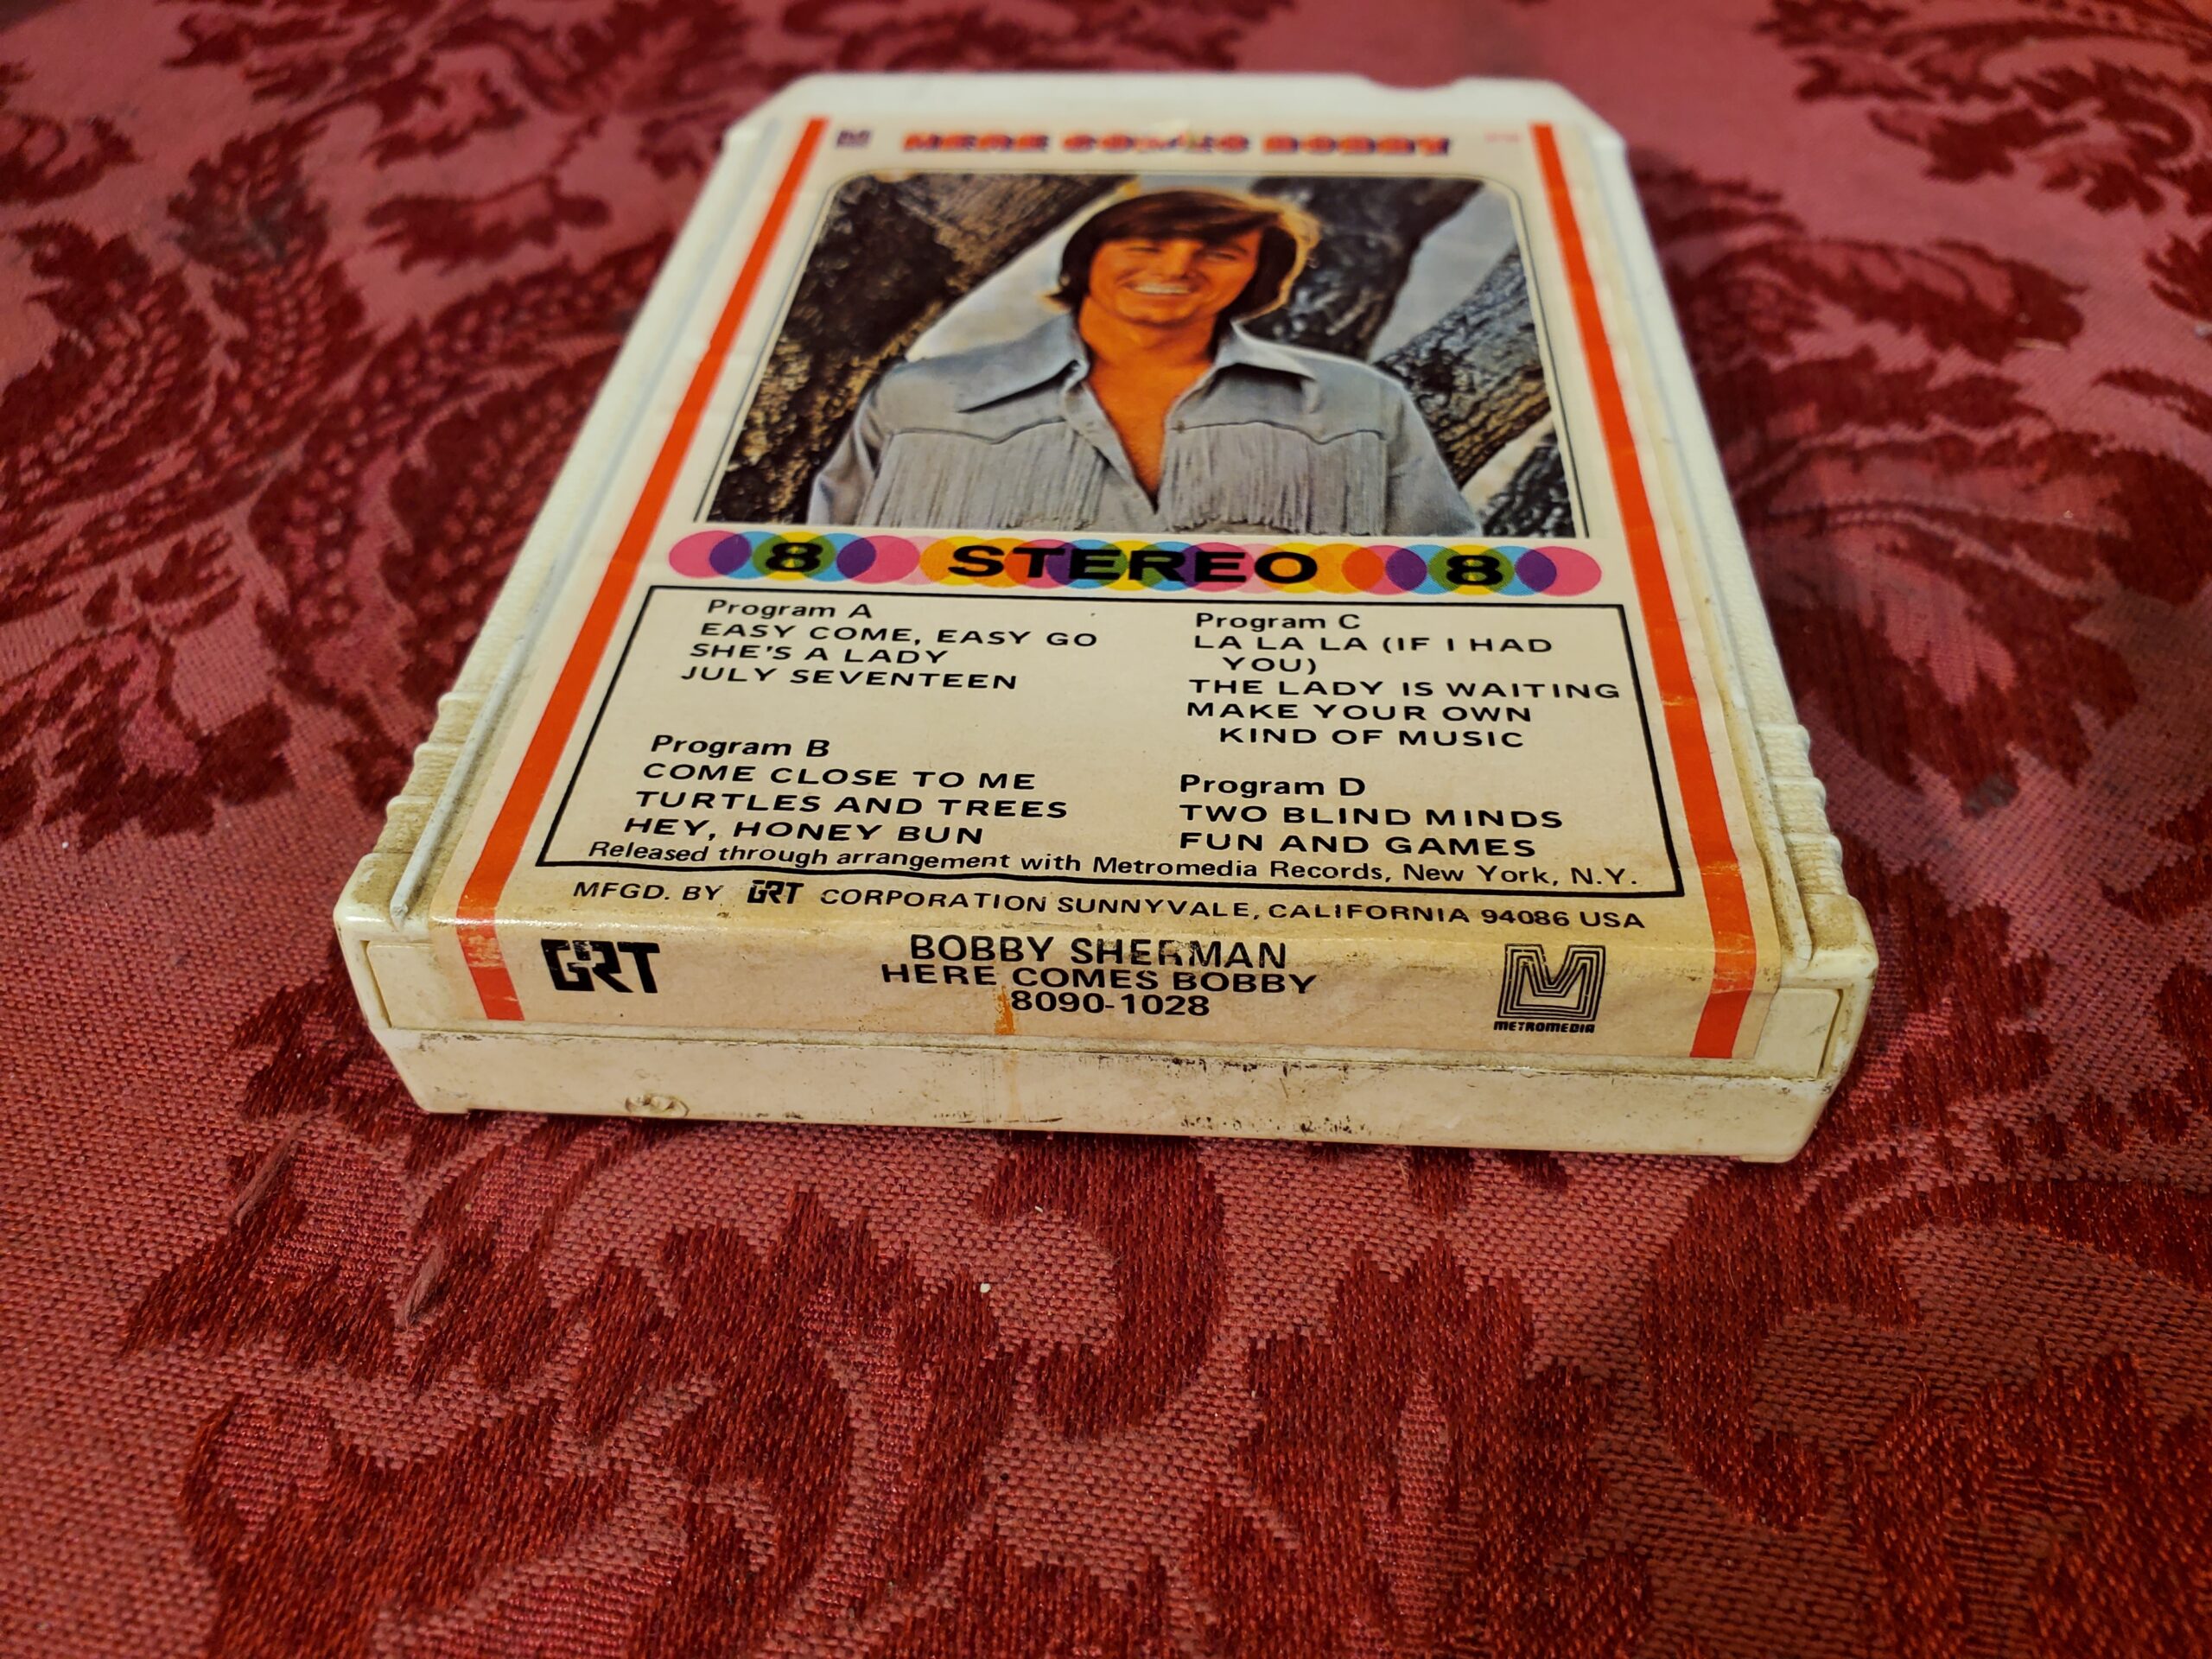 HERE COMES BOBBY
8 STEREO 8
Program A
EASY COME, EASY GO
SHE'S A LADY
JULY SEVENTEEN
Program B
COME CLOSE TO ME
TURTLES AND TREES
HEY, HONEY BUN
Program C
LA LA LA (IF I HAD
YOU)
THE LADY IS WAITING
MAKE YOUR OWN
KIND OF MUSIC
Program D
TWO BLIND MINDS
FUN AND GAMES
Released through arrangement with Metromedia Records, New York, N.Y.
MFGD. BY GRT CORPORATION SUNNYVALE, CALIFORNIA 94086 USA
GRT
BOBBY SHERMAN
HERE COMES BOBBY
8090-1028
M
METROMEDIA